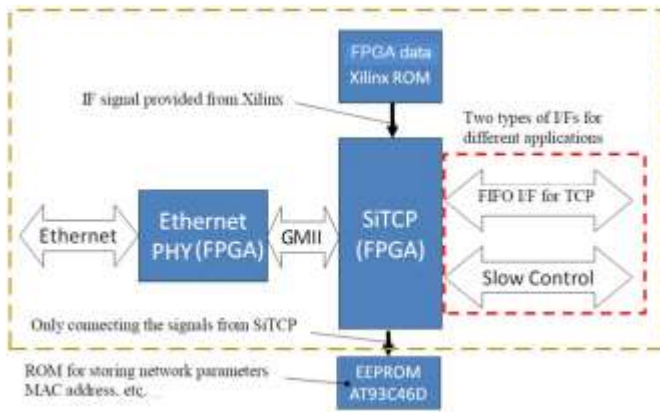 FPGA data
Xilinx ROM
IF signal provided from Xilinx
Two types of I/Fs for
different applications
Ethernet
Ethernet
PHY (FPGA)
GMII
SiTCP
(FPGA)
FIFO I/F for TCP
Slow Control
Only connecting the signals from SiTCP
ROM for storing network parameters
MAC address, etc...
EEPROM
AT93C46D